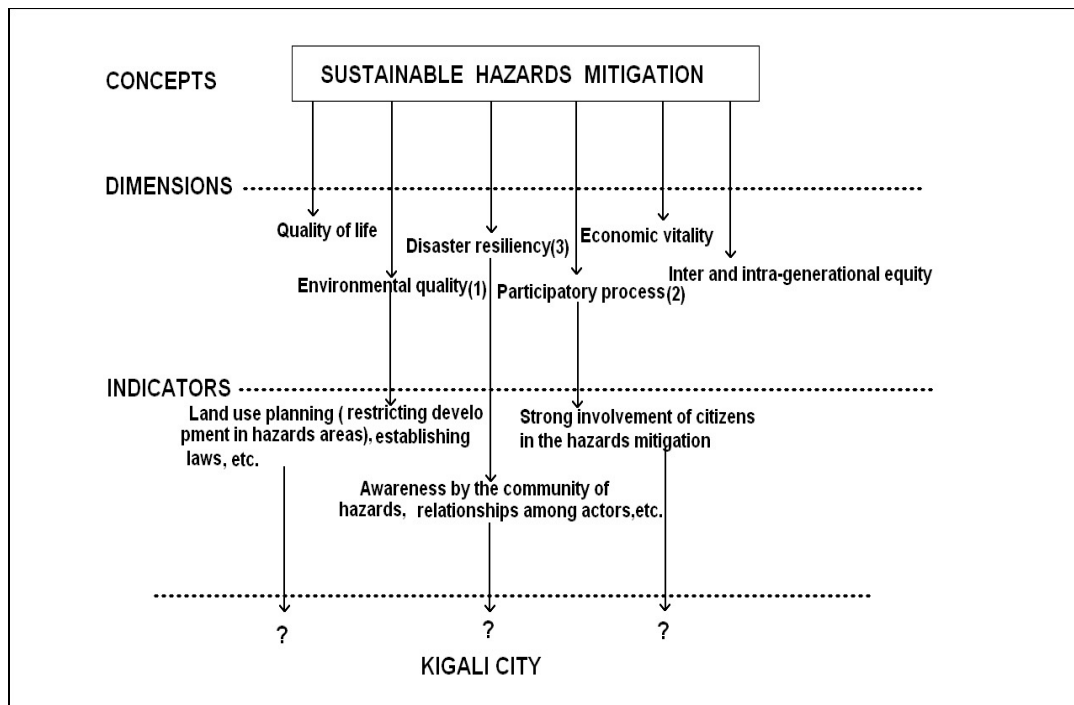 SUSTAINABLE HAZARDS MITIGATION
CONCEPTS
DIMENSIONS
Quality of life
Environmental quality(1)
Disaster resiliency(3)
Participatory process(2)
Economic vitality
Inter and intra-generational equity
INDICATORS
Land use planning ( restricting develo
pment in hazards areas), establishing
laws, etc.
Awareness by the community of
hazards, relationships among actors,etc.
Strong involvement of citizens
in the hazards mitigation
?
?
?
KIGALI CITY